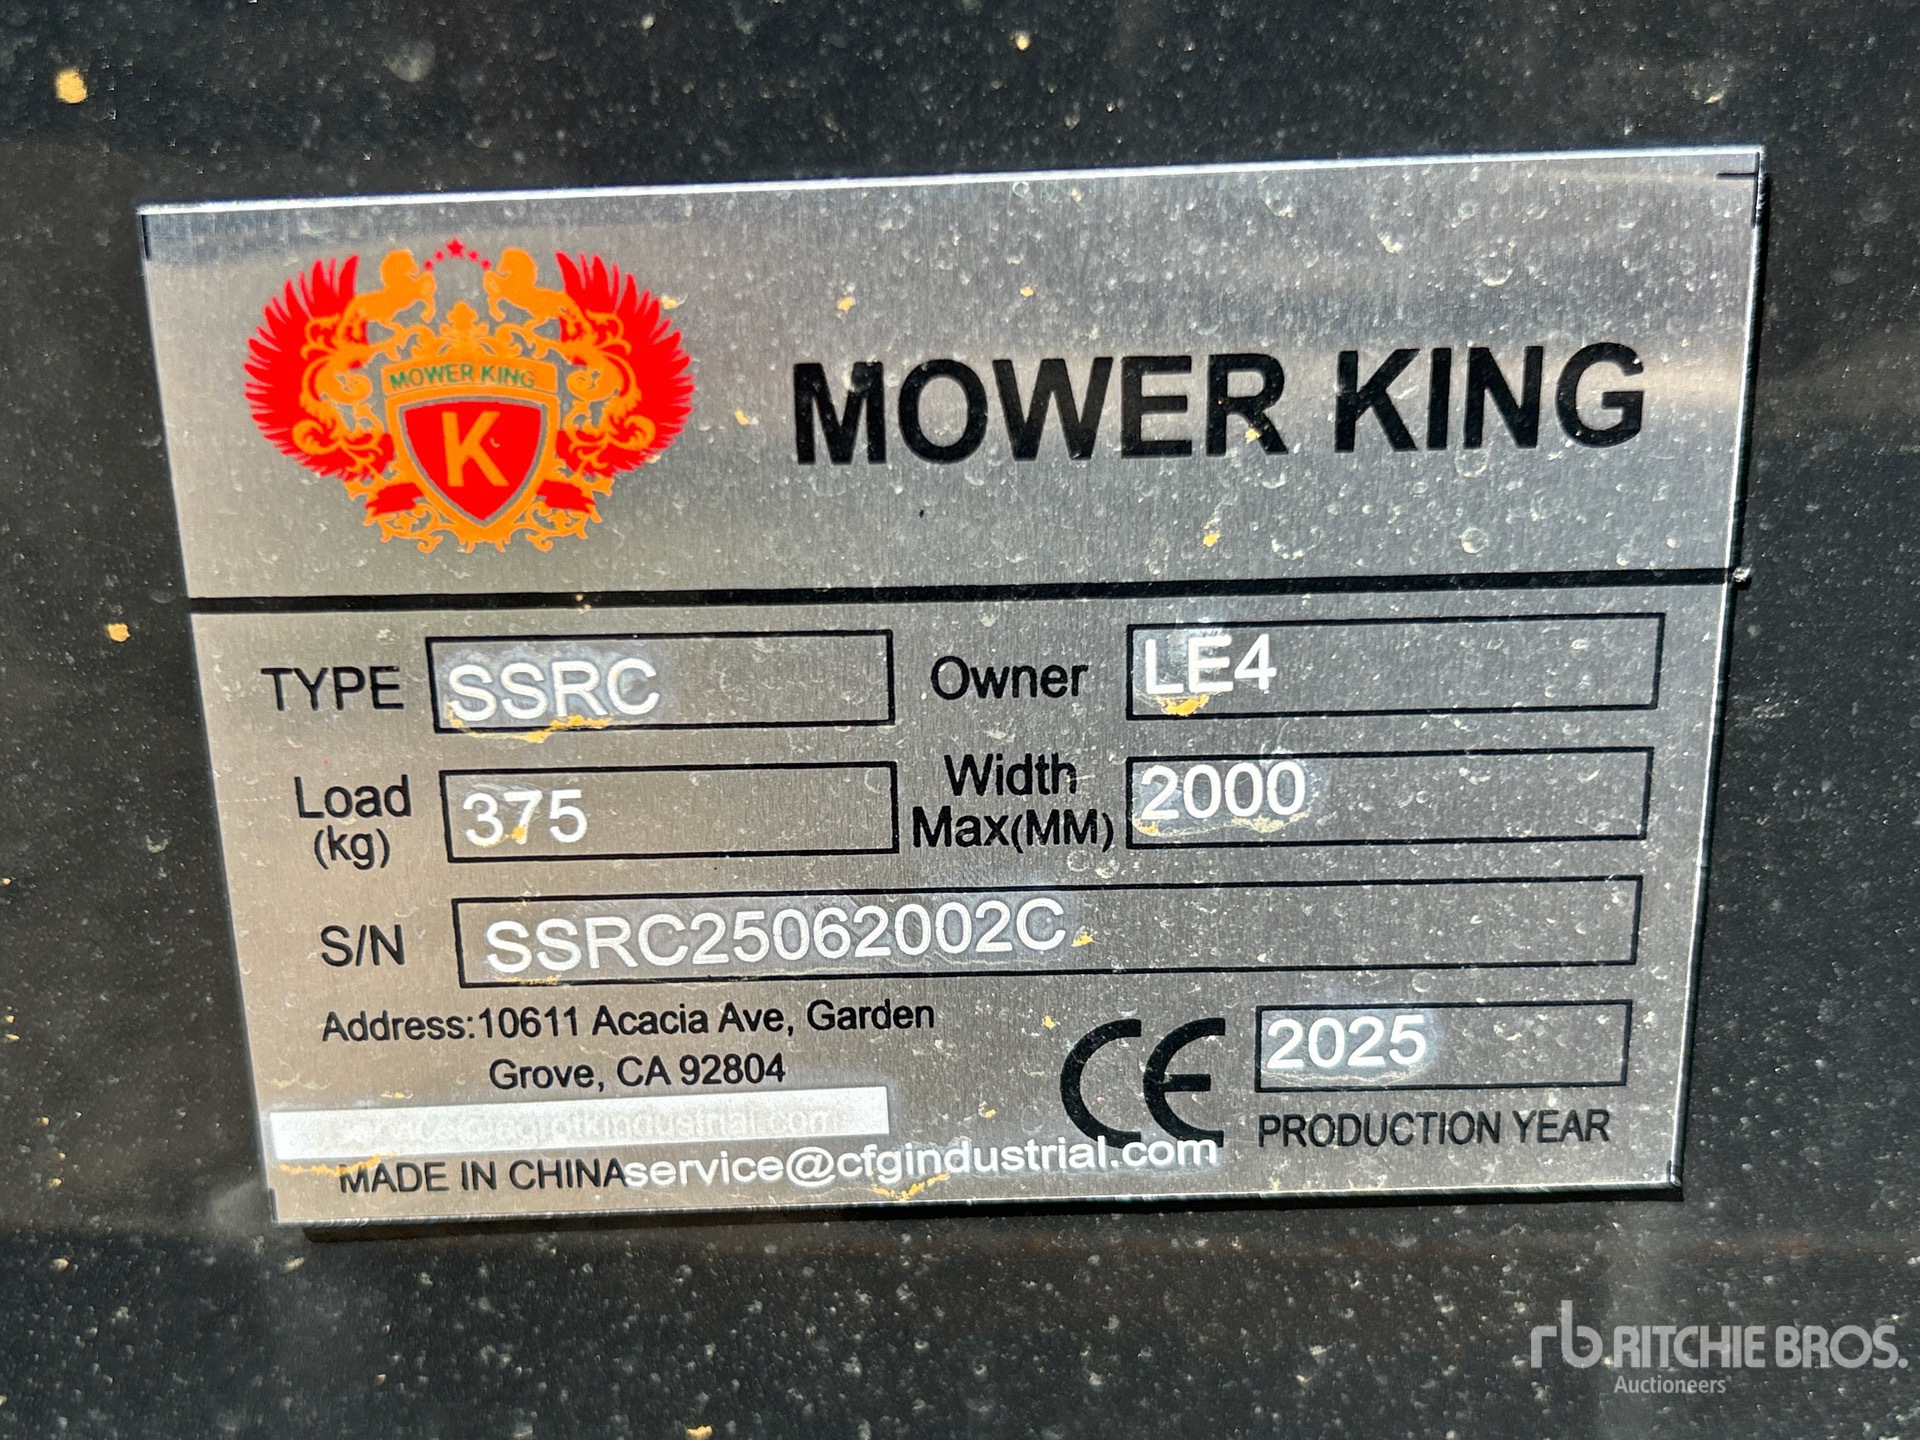 MOWER KING
K
MOWER KING
TYPE SSRC Owner LE4
Load (kg) 375 Width Max(MM) 2000
S/N SSRC25062002C
Address:10611 Acacia Ave, Garden
Grove, CA 92804
CE 2025
PRODUCTION YEAR
MADE IN CHINA service@cfgindustrial.com
rb RITCHIE BROS.
Auctioneers